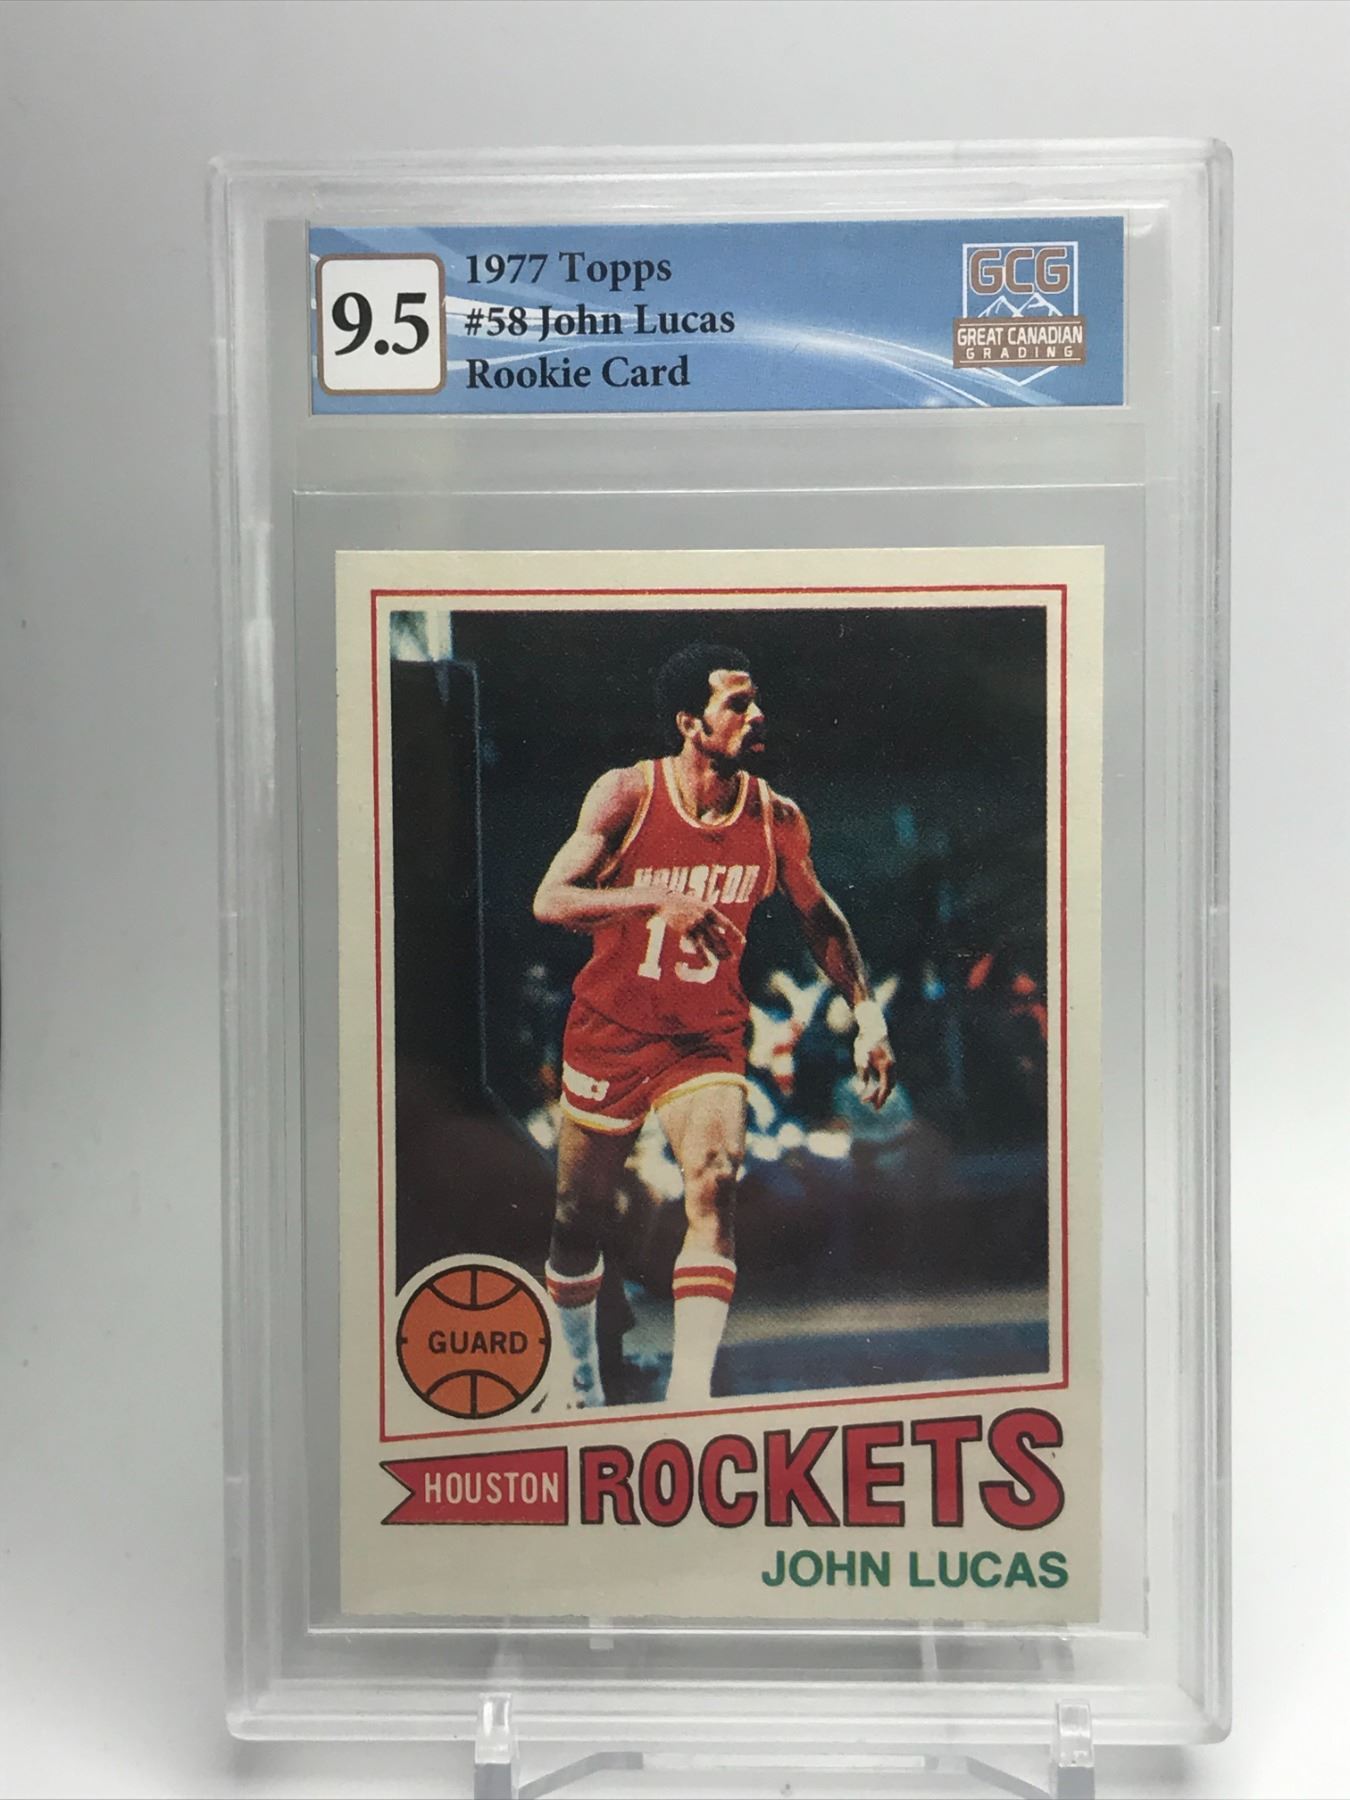 9.5
1977 Topps
#58 John Lucas
Rookie Card
GCG
GREAT CANADIAN
GRADING
HOUSTON
15
GUARD
HOUSTON
ROCKETS
JOHN LUCAS